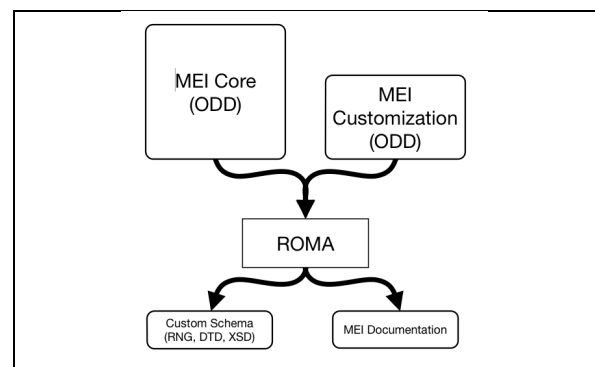 MEI Core
(ODD)
MEI
Customization
(ODD)
ROMA
Custom Schema
(RNG, DTD, XSD)
MEI Documentation